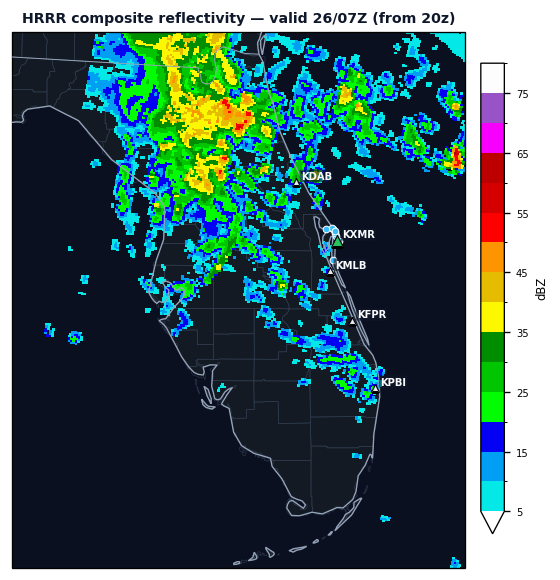 HRRR composite reflectivity — valid 26/07Z (from 20z)
75
65
55
45
35
25
15
5
dBZ
KDAB
KXMR
KMLB
KFPR
KPBI